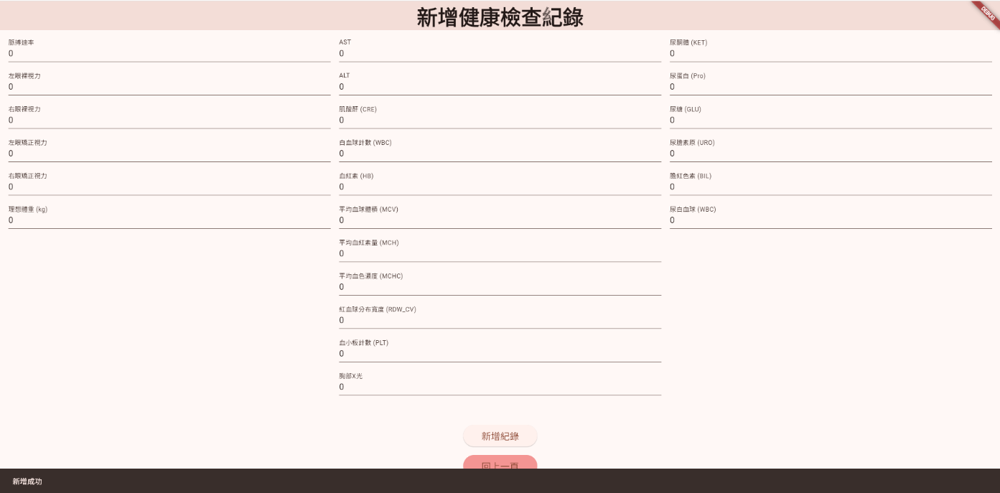 新增健康檢查紀錄
DEBUG
脈搏速率
0
左眼裸視力
0
右眼裸視力
0
左眼矯正視力
0
右眼矯正視力
0
理想體重 (kg)
0
AST
0
ALT
0
肌酸酐 (CRE)
0
白血球計數 (WBC)
0
血紅素 (HB)
0
平均血球體積 (MCV)
0
平均血紅素量 (MCH)
0
平均血色濃度 (MCHC)
0
紅血球分布寬度 (RDW_CV)
0
血小板計數 (PLT)
0
胸部X光
0
尿酮體 (KET)
0
尿蛋白 (Pro)
0
尿糖 (GLU)
0
尿膽素原 (URO)
0
膽紅色素 (BIL)
0
尿白血球 (WBC)
0
新增紀錄
回上一頁
新增成功